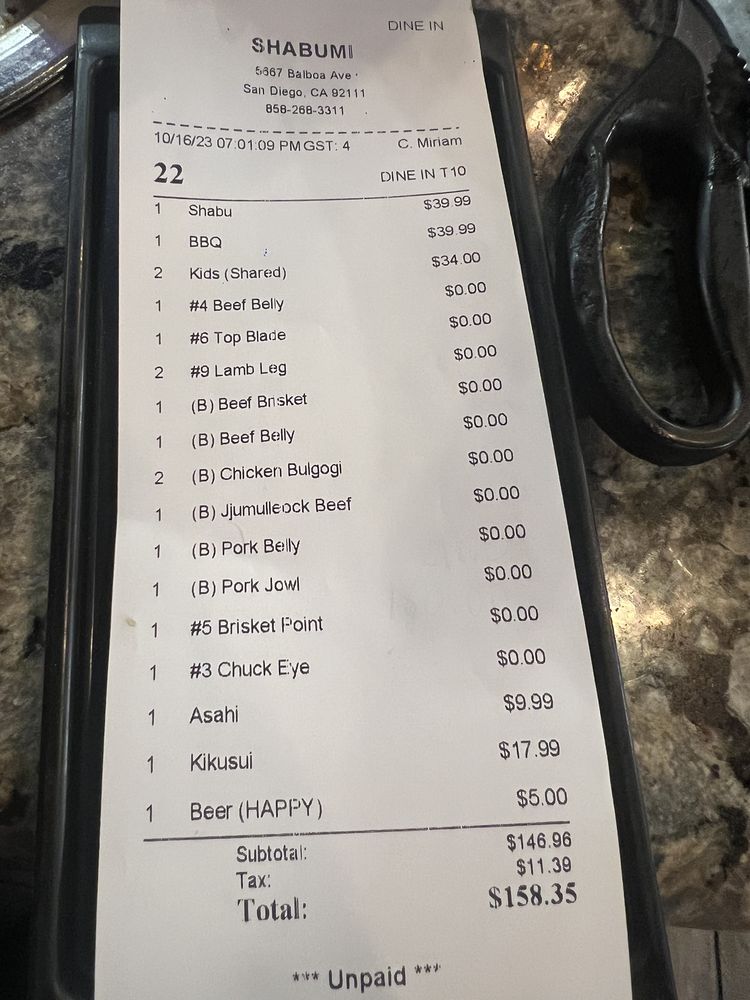 DINE IN
SHABUMI
5667 Balboa Ave
San Diego, CA 92111
858-268-3311
10/16/23 07:01:09 PM GST: 4 C. Miriam
22 DINE IN T10
1 Shabu $39.99
1 BBQ $39.99
2 Kids (Shared) $34.00
1 #4 Beef Belly $0.00
1 #6 Top Blade $0.00
2 #9 Lamb Leg $0.00
1 (B) Beef Brisket $0.00
1 (B) Beef Belly $0.00
2 (B) Chicken Bulgogi $0.00
1 (B) Jjumulleock Beef $0.00
1 (B) Pork Belly $0.00
1 (B) Pork Jowl $0.00
1 #5 Brisket Point $0.00
1 #3 Chuck Eye $0.00
1 Asahi $9.99
1 Kikusui $17.99
1 Beer (HAPPY) $5.00
Subtotal: $146.96
Tax: $11.39
Total: $158.35
*** Unpaid ***